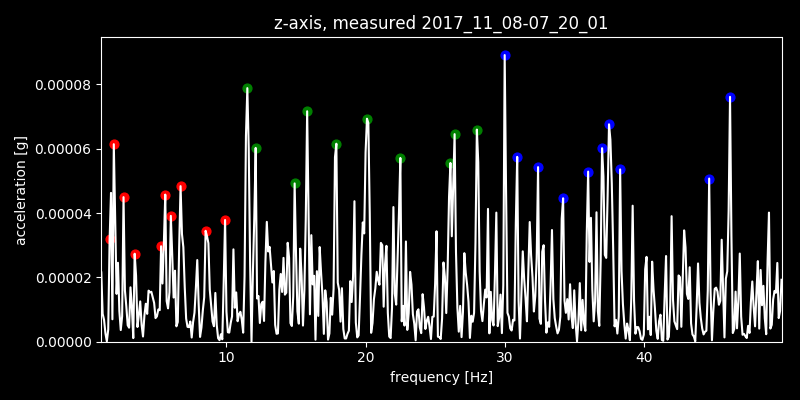 z-axis, measured 2017_11_08-07_20_01
acceleration [g]
0.00008
0.00006
0.00004
0.00002
0.00000
10 20 30 40
frequency [Hz]